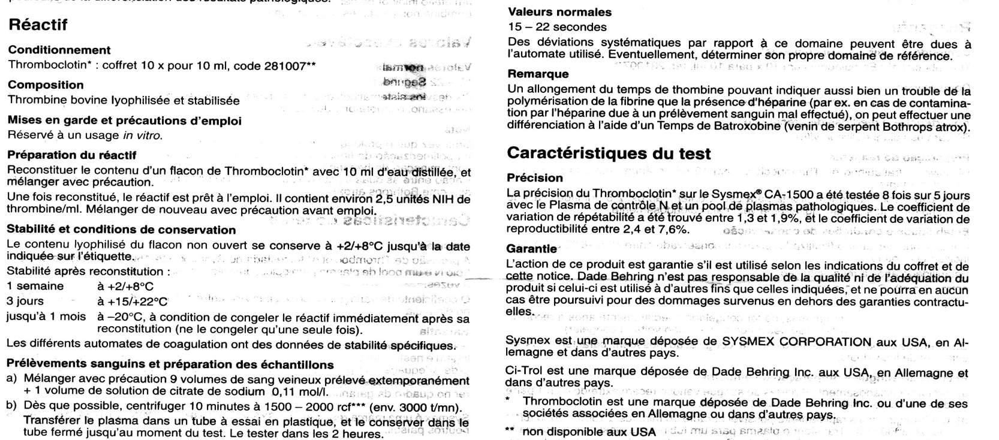 poursuite de la différenciation des résultats pathologiques.
Réactif
Conditionnement
Thromboclotin* : coffret 10 x pour 10 ml, code 281007**
Composition
Thrombine bovine lyophilisée et stabilisée
Mises en garde et précautions d'emploi
Réservé à un usage in vitro.
Préparation du réactif
Reconstituer le contenu d'un flacon de Thromboclotin* avec 10 ml d'eau distillée, et
mélanger avec précaution.
Une fois reconstitué, le réactif est prêt à l'emploi. Il contient environ 2,5 unités NIH de
thrombine/ml. Mélanger de nouveau avec précaution avant emploi.
Stabilité et conditions de conservation
Le contenu lyophilisé du flacon non ouvert se conserve à +2/+8°C jusqu'à la date
indiquée sur l'étiquette.
Stabilité après reconstitution :
1 semaine à +2/+8°C
3 jours à +15/+22°C
jusqu'à 1 mois à –20°C, à condition de congeler le réactif immédiatement après sa
reconstitution (ne le congeler qu'une seule fois).
Les différents automates de coagulation ont des données de stabilité spécifiques.
Prélèvements sanguins et préparation des échantillons
a) Mélanger avec précaution 9 volumes de sang veineux prélevé extemporanément
+ 1 volume de solution de citrate de sodium 0,11 mol/l.
b) Dès que possible, centrifuger 10 minutes à 1500 – 2000 rcf*** (env. 3000 t/mn).
Transférer le plasma dans un tube à essai en plastique, et le conserver dans le
tube fermé jusqu'au moment du test. Le tester dans les 2 heures.
Valeurs normales
15 – 22 secondes
Des déviations systématiques par rapport à ce domaine peuvent être dues à
l'automate utilisé. Eventuellement, déterminer son propre domaine de référence.
Remarque
Un allongement du temps de thombine pouvant indiquer aussi bien un trouble de la
polymérisation de la fibrine que la présence d'héparine (par ex. en cas de contamina-
tion par l'héparine due à un prélèvement sanguin mal effectué), on peut effectuer une
différenciation à l'aide d'un Temps de Batroxobine (venin de serpent Bothrops atrox).
Caractéristiques du test
Précision
La précision du Thromboclotin* sur le Sysmex® CA-1500 a été testée 8 fois sur 5 jours
avec le Plasma de contrôle N et un pool de plasmas pathologiques. Le coefficient de
variation de répétabilité a été trouvé entre 1,3 et 1,9%, et le coefficient de variation de
reproductibilité entre 2,4 et 7,6%.
Garantie
L'action de ce produit est garantie s'il est utilisé selon les indications du coffret et de
cette notice. Dade Behring n'est pas responsable de la qualité ni de l'adéquation du
produit si celui-ci est utilisé à d'autres fins que celles indiquées, et ne pourra en aucun
cas être poursuivi pour des dommages survenus en dehors des garanties contractu-
elles.
Sysmex est une marque déposée de SYSMEX CORPORATION aux USA, en Al-
lemagne et dans d'autres pays.
Ci-Trol est une marque déposée de Dade Behring Inc. aux USA, en Allemagne et
dans d'autres pays.
* Thromboclotin est une marque déposée de Dade Behring Inc. ou d'une de ses
sociétés associées en Allemagne ou dans d'autres pays.
** non disponible aux USA